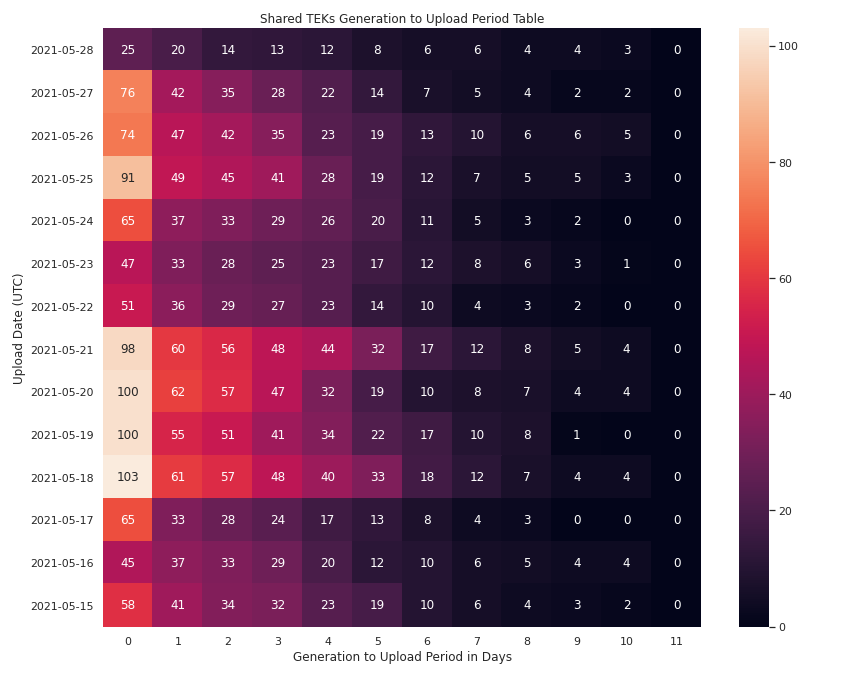 Shared TEKs Generation to Upload Period Table
Upload Date (UTC)
2021-05-28 25 20 14 13 12 8 6 6 4 4 3 0
2021-05-27 76 42 35 28 22 14 7 5 4 2 2 0
2021-05-26 74 47 42 35 23 19 13 10 6 6 5 0
2021-05-25 91 49 45 41 28 19 12 7 5 5 3 0
2021-05-24 65 37 33 29 26 20 11 5 3 2 0 0
2021-05-23 47 33 28 25 23 17 12 8 6 3 1 0
2021-05-22 51 36 29 27 23 14 10 4 3 2 0 0
2021-05-21 98 60 56 48 44 32 17 12 8 5 4 0
2021-05-20 100 62 57 47 32 19 10 8 7 4 4 0
2021-05-19 100 55 51 41 34 22 17 10 8 1 0 0
2021-05-18 103 61 57 48 40 33 18 12 7 4 4 0
2021-05-17 65 33 28 24 17 13 8 4 3 0 0 0
2021-05-16 45 37 33 29 20 12 10 6 5 4 4 0
2021-05-15 58 41 34 32 23 19 10 6 4 3 2 0
0 1 2 3 4 5 6 7 8 9 10 11
Generation to Upload Period in Days
100
80
60
40
20
0